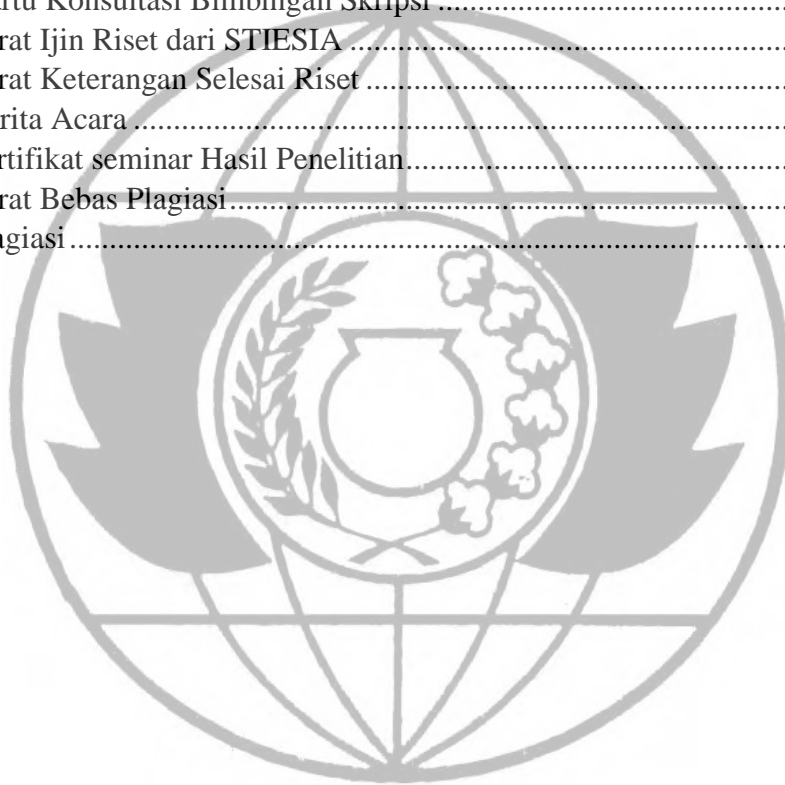 rtu Konsultasi Bimbingan Skripsi ................................................
rat Ijin Riset dari STIESIA ............................................................
rat Keterangan Selesai Riset ..........................................................
rita Acara .......................................................................................
rtifikat seminar Hasil Penelitian.....................................................
rat Bebas Plagiasi...........................................................................
agiasi...............................................................................................